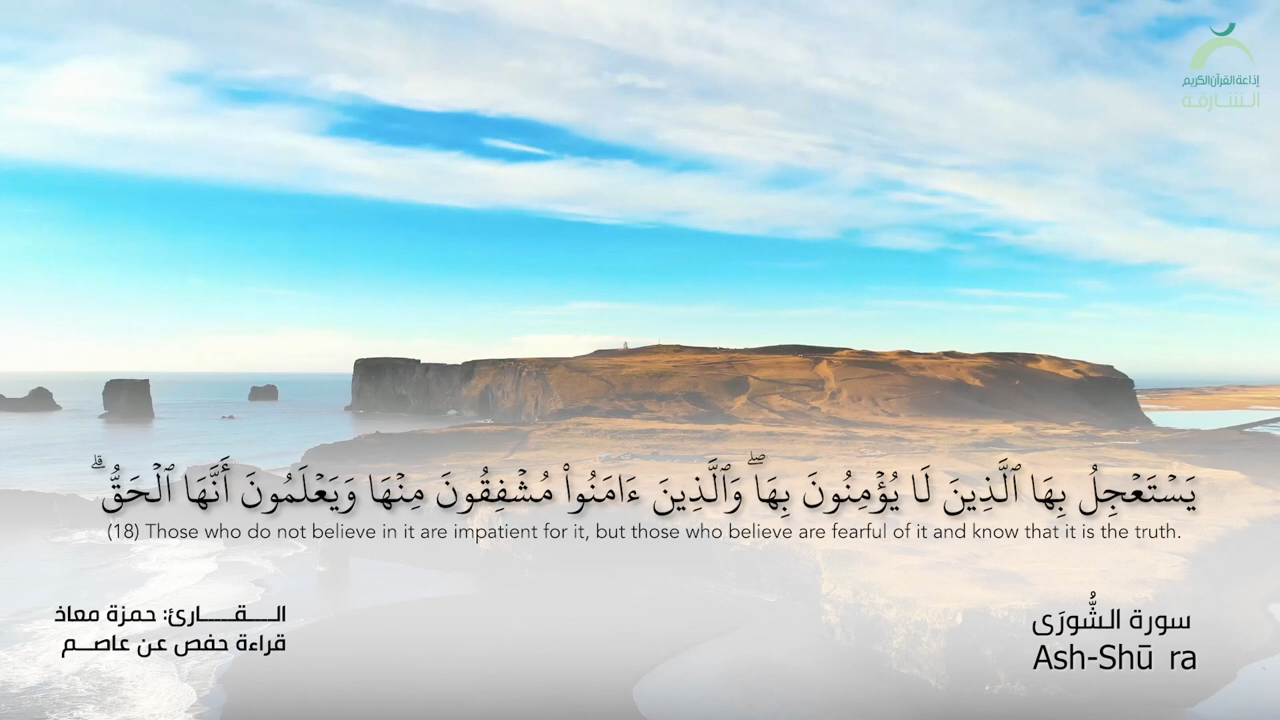 إذاعة القرآن الكريم
الشارقة
يَسْتَعْجِلُ بِهَا ٱلَّذِينَ لَا يُؤْمِنُونَ بِهَاۖ وَٱلَّذِينَ ءَامَنُوا۟ مُشْفِقُونَ مِنْهَا وَيَعْلَمُونَ أَنَّهَا ٱلْحَقُّۗ
(18) Those who do not believe in it are impatient for it, but those who believe are fearful of it and know that it is the truth.
سورة الشُّورَى
Ash-Shū ra
الـــقـــارئ: حمزة معاذ
قراءة حفص عن عاصـم